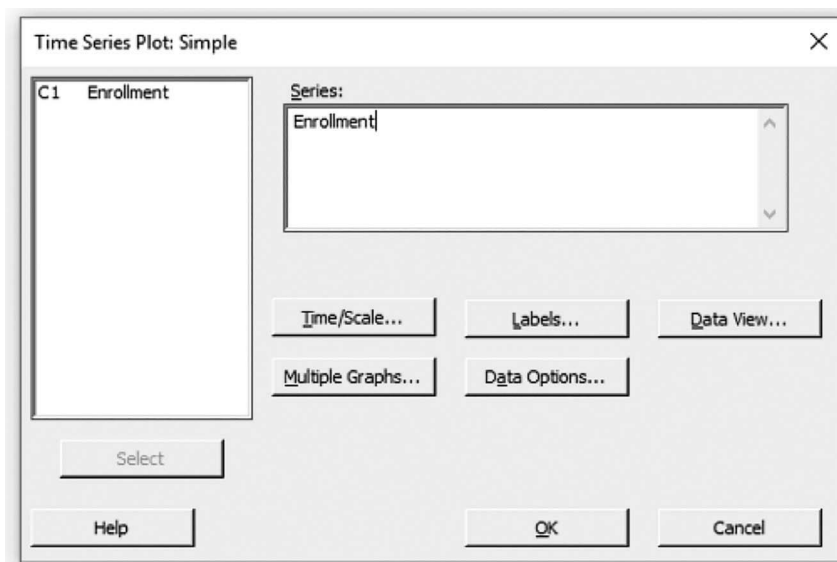 Time Series Plot: Simple
C1 Enrollment
Series:
Enrollment
Time/Scale...
Labels...
Data View...
Multiple Graphs...
Data Options...
Select
Help
OK
Cancel